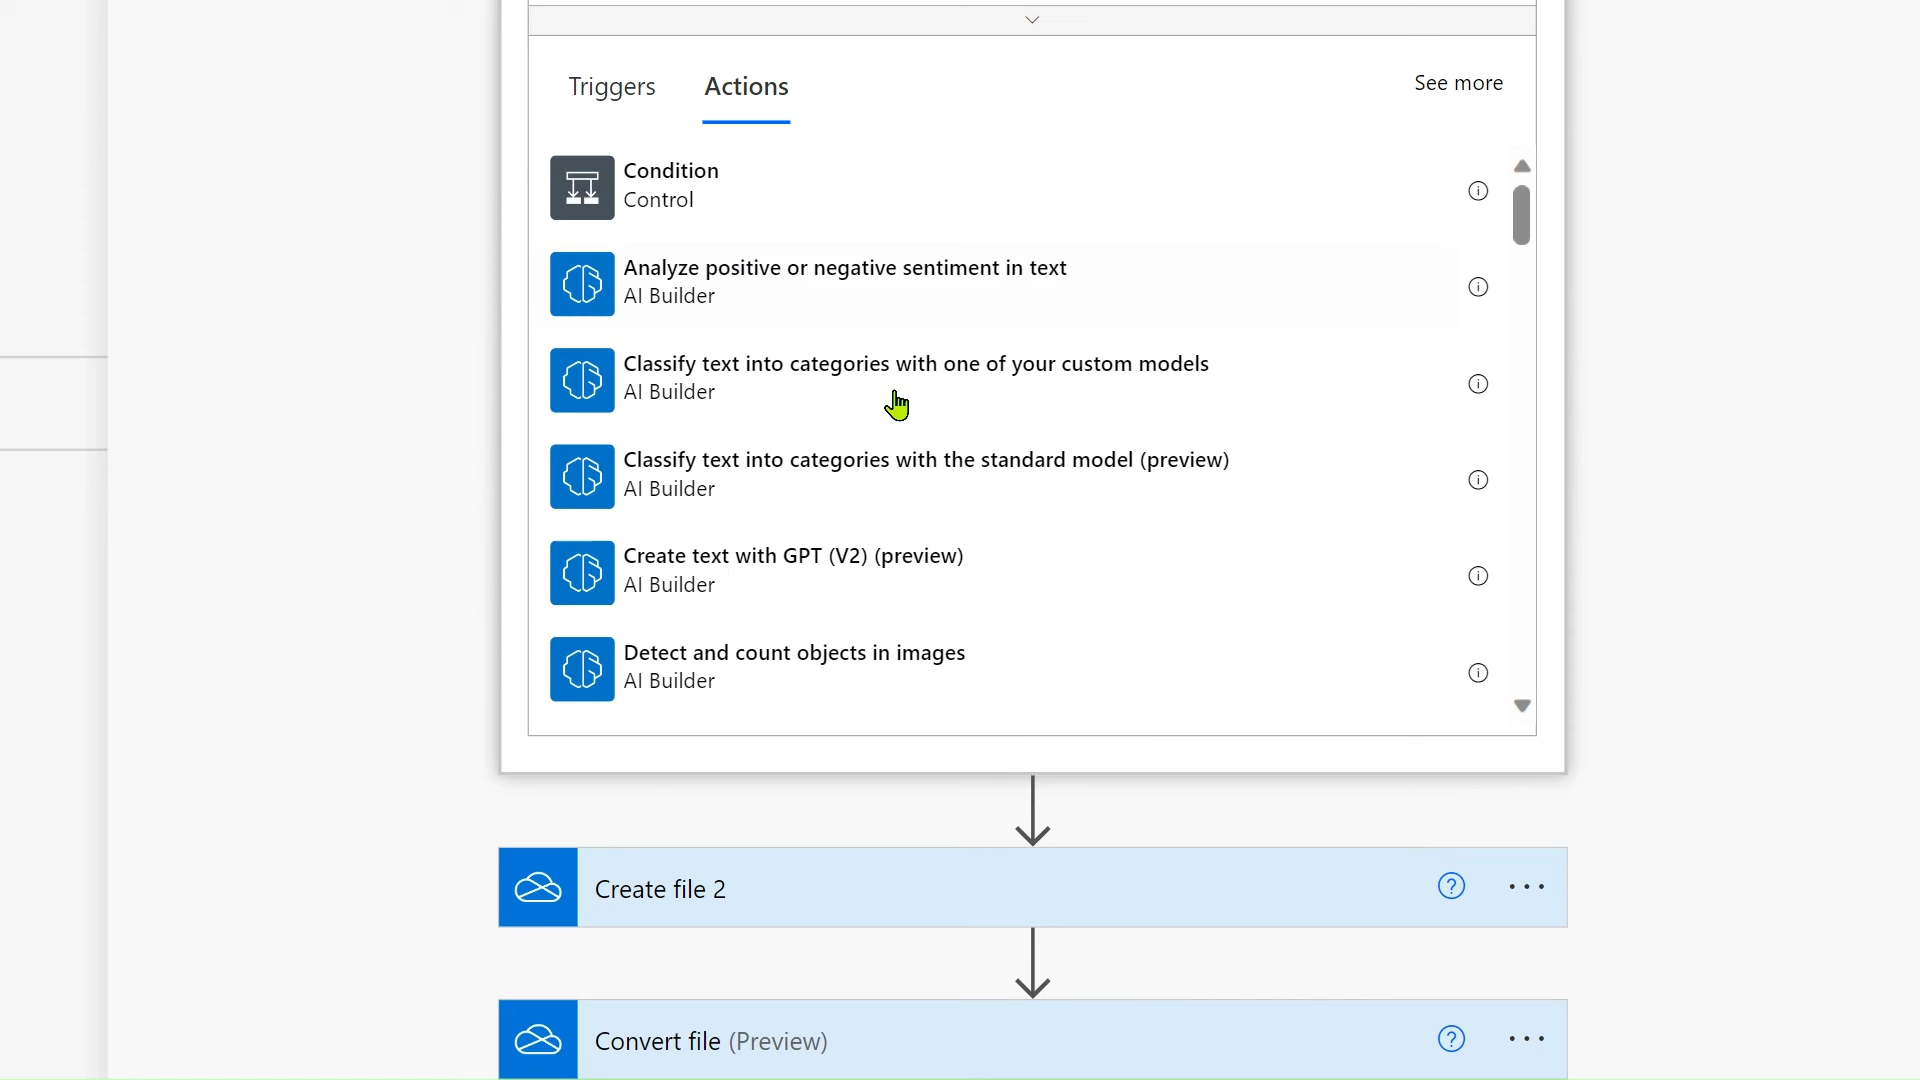 Triggers
Actions
See more
Condition
Control
Analyze positive or negative sentiment in text
AI Builder
Classify text into categories with one of your custom models
AI Builder
Classify text into categories with the standard model (preview)
AI Builder
Create text with GPT (V2) (preview)
AI Builder
Detect and count objects in images
AI Builder
Create file 2
Convert file (Preview)